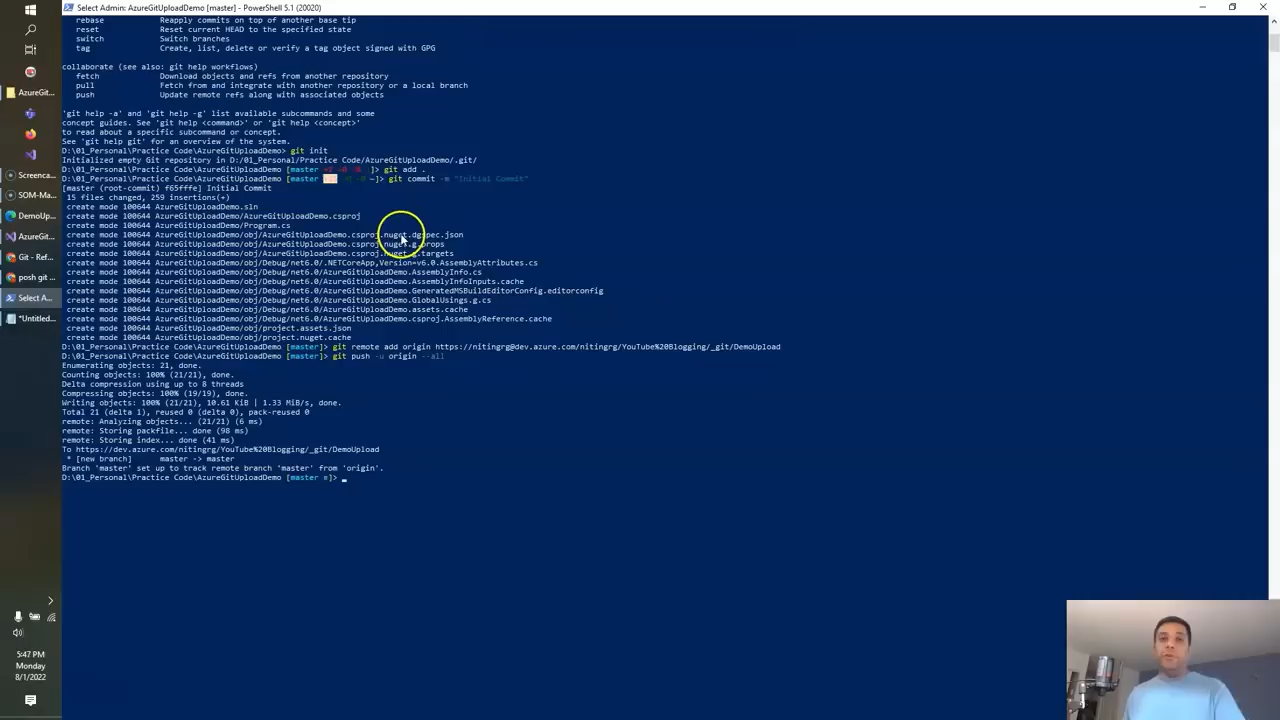 Select Admin: AzureGitUploadDemo [master] - PowerShell 5.1 (20020)
rebase Reapply commits on top of another base tip
reset Reset current HEAD to the specified state
switch Switch branches
tag Create, list, delete or verify a tag object signed with GPG
collaborate (see also: git help workflows)
fetch Download objects and refs from another repository
pull Fetch from and integrate with another repository or a local branch
push Update remote refs along with associated objects
'git help -a' and 'git help -g' list available subcommands and some
concept guides. See 'git help <command>' or 'git help <concept>'
to read about a specific subcommand or concept.
See 'git help git' for an overview of the system.
D:\01_Personal\Practice Code\AzureGitUploadDemo> git init
Initialized empty Git repository in D:/01_Personal/Practice Code/AzureGitUploadDemo/.git/
D:\01_Personal\Practice Code\AzureGitUploadDemo [master +2 ~0 -0 !]> git add .
D:\01_Personal\Practice Code\AzureGitUploadDemo [master ~]> git commit -m "Initial Commit"
[master (root-commit) f65fffe] Initial Commit
15 files changed, 259 insertions(+)
create mode 100644 AzureGitUploadDemo.sln
create mode 100644 AzureGitUploadDemo/AzureGitUploadDemo.csproj
create mode 100644 AzureGitUploadDemo/Program.cs
create mode 100644 AzureGitUploadDemo/obj/AzureGitUploadDemo.csproj.nuget.dgspec.json
create mode 100644 AzureGitUploadDemo/obj/AzureGitUploadDemo.csproj.nuget.g.props
create mode 100644 AzureGitUploadDemo/obj/AzureGitUploadDemo.csproj.nuget.g.targets
create mode 100644 AzureGitUploadDemo/obj/Debug/net6.0/.NETCoreApp,Version=v6.0.AssemblyAttributes.cs
create mode 100644 AzureGitUploadDemo/obj/Debug/net6.0/AzureGitUploadDemo.AssemblyInfo.cs
create mode 100644 AzureGitUploadDemo/obj/Debug/net6.0/AzureGitUploadDemo.AssemblyInfoInputs.cache
create mode 100644 AzureGitUploadDemo/obj/Debug/net6.0/AzureGitUploadDemo.GeneratedMSBuildEditorConfig.editorconfig
create mode 100644 AzureGitUploadDemo/obj/Debug/net6.0/AzureGitUploadDemo.GlobalUsings.g.cs
create mode 100644 AzureGitUploadDemo/obj/Debug/net6.0/AzureGitUploadDemo.assets.cache
create mode 100644 AzureGitUploadDemo/obj/Debug/net6.0/AzureGitUploadDemo.csproj.AssemblyReference.cache
create mode 100644 AzureGitUploadDemo/obj/project.assets.json
create mode 100644 AzureGitUploadDemo/obj/project.nuget.cache
D:\01_Personal\Practice Code\AzureGitUploadDemo [master]> git remote add origin https://nitingrg@dev.azure.com/nitingrg/YouTube%20Blogging/_git/DemoUpload
D:\01_Personal\Practice Code\AzureGitUploadDemo [master]> git push -u origin --all
Enumerating objects: 21, done.
Counting objects: 100% (21/21), done.
Delta compression using up to 8 threads
Compressing objects: 100% (19/19), done.
Writing objects: 100% (21/21), 10.61 KiB | 1.33 MiB/s, done.
Total 21 (delta 1), reused 0 (delta 0), pack-reused 0
remote: Analyzing objects... (21/21) (6 ms)
remote: Storing packfile... done (98 ms)
remote: Storing index... done (41 ms)
To https://dev.azure.com/nitingrg/YouTube%20Blogging/_git/DemoUpload
* [new branch] master -> master
Branch 'master' set up to track remote branch 'master' from 'origin'.
D:\01_Personal\Practice Code\AzureGitUploadDemo [master ≡]>
AzureGit...
AzureGit...
Screenca...
SOM-Ma...
DemoUp...
Git - Ref...
posh git ...
Select A...
*Untitled...
5:47 PM
Monday
8/1/2022